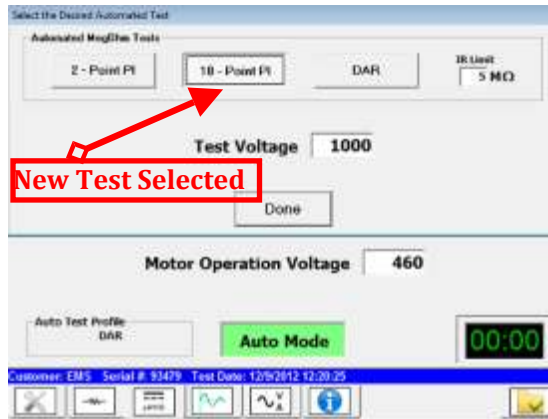 Select the Desired Automated Test
Automated MegOhm Tests
2 - Point PI
10 - Point PI
DAR
IR Limit
5 MΩ
Test Voltage 1000
New Test Selected
Done
Motor Operation Voltage 460
Auto Test Profile
DAR
Auto Mode
00:00
Customer: EMS Serial #: 93479 Test Date: 12/9/2012 12:20:25